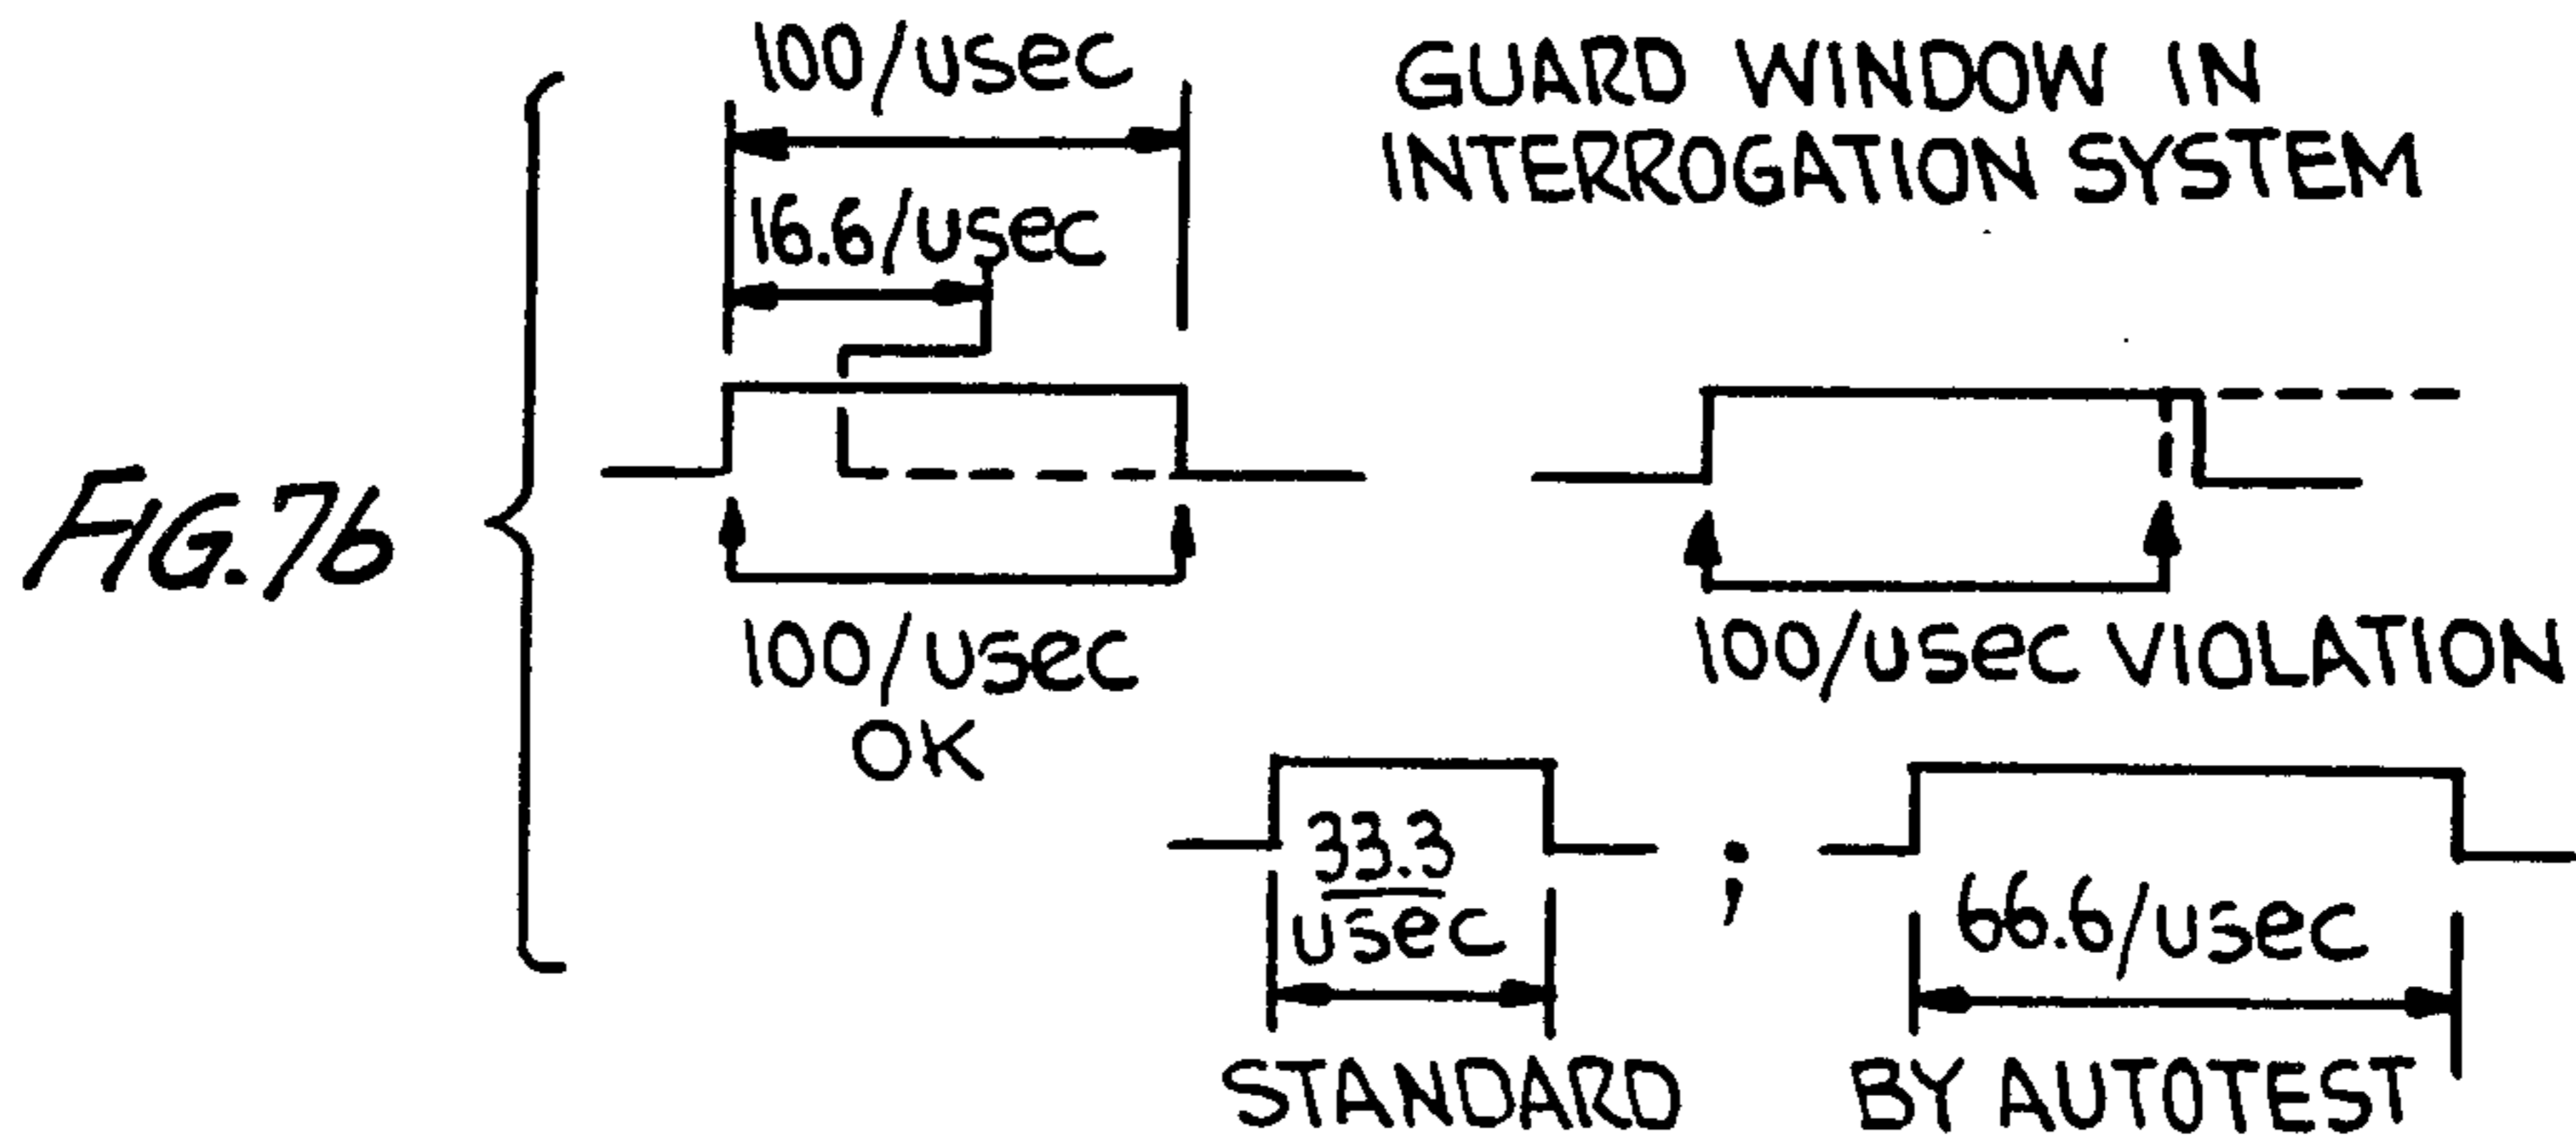 100/usec
GUARD WINDOW IN
INTERROGATION SYSTEM
16.6/usec
FIG. 7b
100/usec
OK
100/usec VIOLATION
33.3
usec
;
66.6/usec
STANDARD
BY AUTOTEST